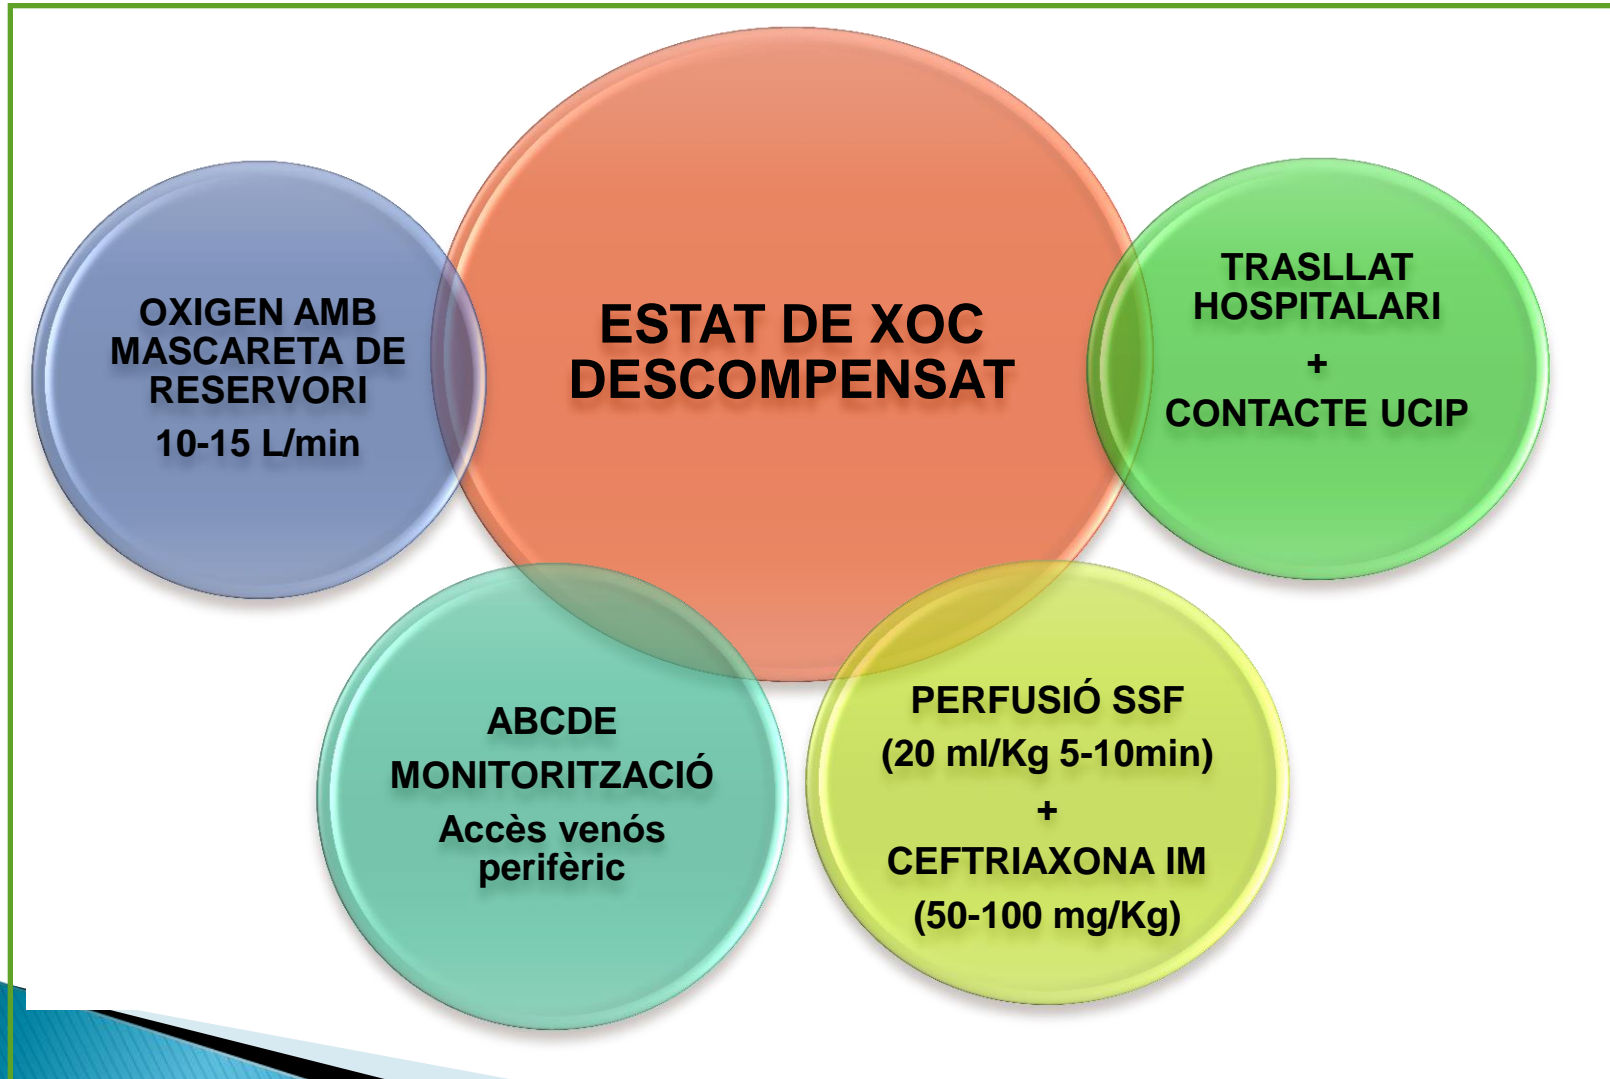 ESTAT DE XOC
DESCOMPENSAT
OXIGEN AMB
MASCARETA DE
RESERVORI
10-15 L/min
ABCDE
MONITORITZACIÓ
Accès venós
perifèric
PERFUSIÓ SSF
(20 ml/Kg 5-10min)
+
CEFTRIAXONA IM
(50-100 mg/Kg)
TRASLLAT
HOSPITALARI
+
CONTACTE UCIP